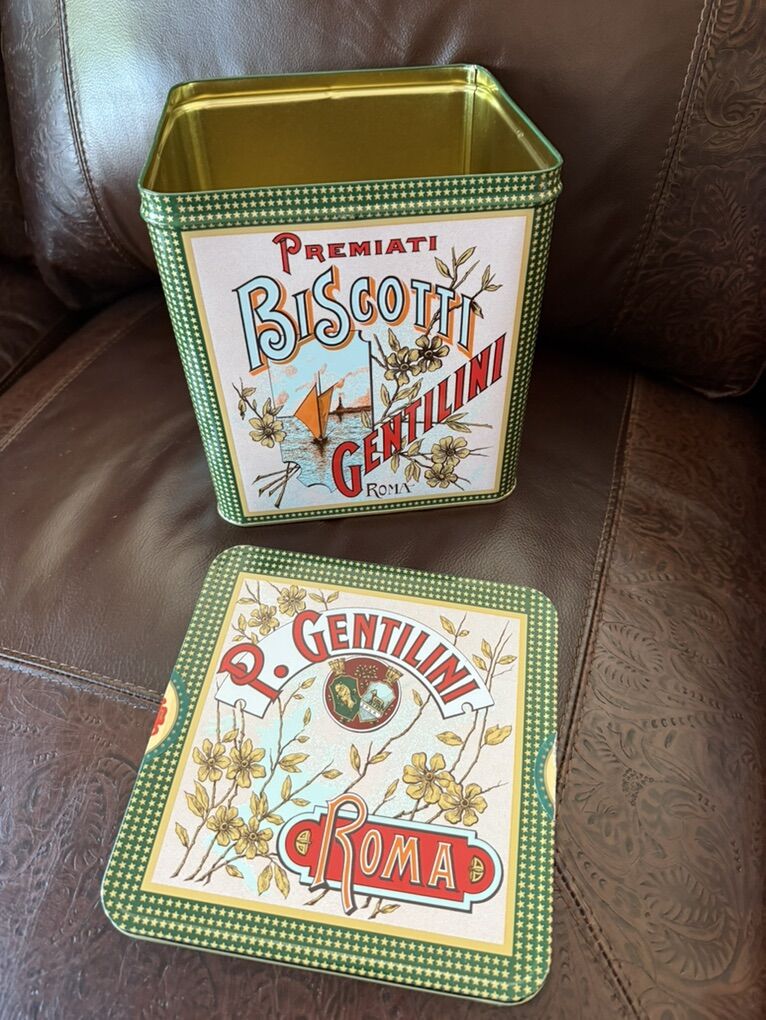 PREMIATI
BISCOTTI
GENTILINI
ROMA
P. GENTILINI
ROMA